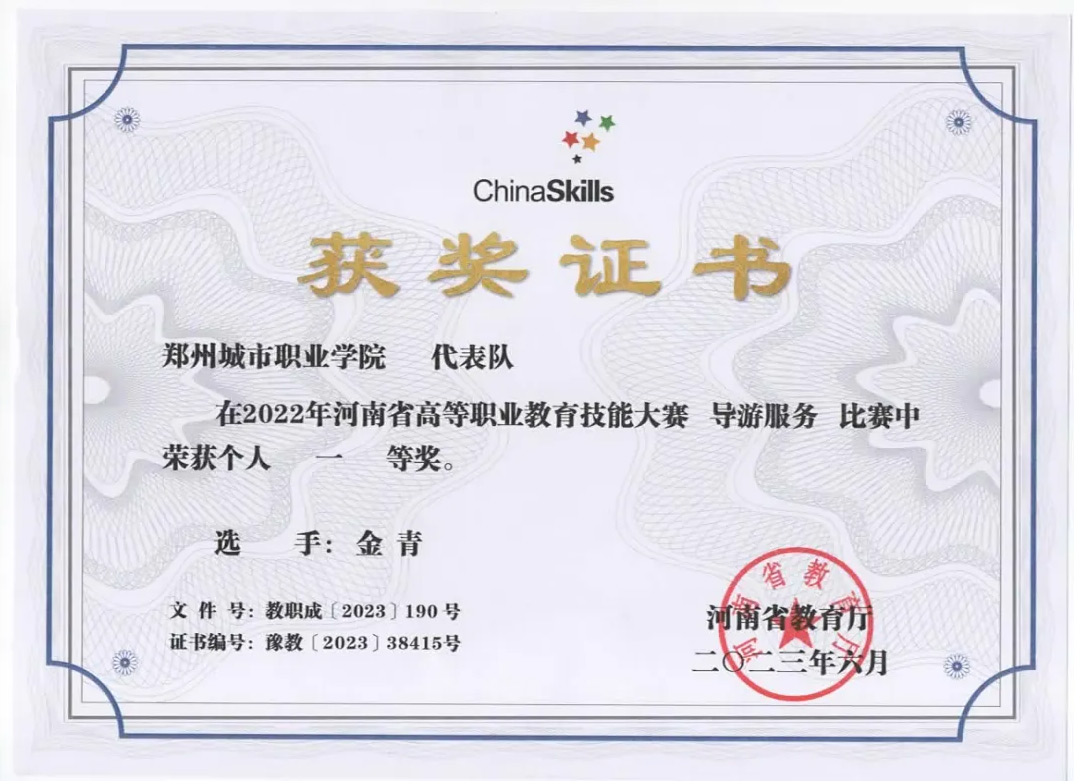 ChinaSkills
获奖证书
郑州城市职业学院 代表队
在2022年河南省高等职业教育技能大赛 导游服务 比赛中
荣获个人 一 等奖。
选 手：金 青
文 件 号：教职成〔2023〕190 号
证书编号：豫教〔2023〕38415号
河南省教育厅
河南省教育厅
二〇二三年六月